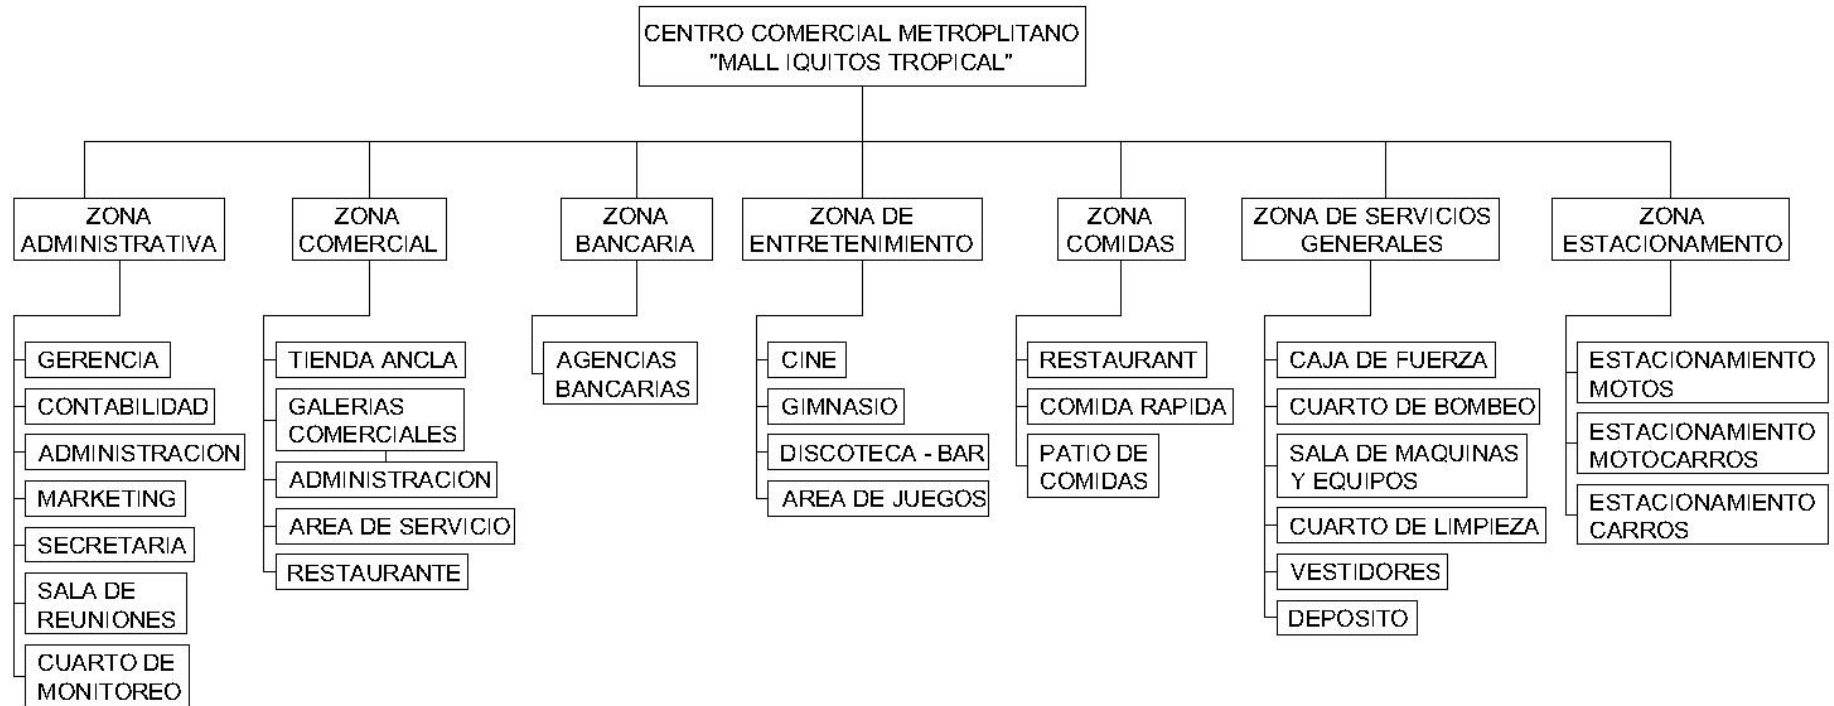 CENTRO COMERCIAL METROPLITANO
"MALL IQUITOS TROPICAL"
ZONA
ADMINISTRATIVA
GERENCIA
CONTABILIDAD
ADMINISTRACION
MARKETING
SECRETARIA
SALA DE
REUNIONES
CUARTO DE
MONITOREO
ZONA
COMERCIAL
TIENDA ANCLA
GALERIAS
COMERCIALES
ADMINISTRACION
AREA DE SERVICIO
RESTAURANTE
ZONA
BANCARIA
AGENCIAS
BANCARIAS
ZONA DE
ENTRETENIMIENTO
CINE
GIMNASIO
DISCOTECA - BAR
AREA DE JUEGOS
ZONA
COMIDAS
RESTAURANT
COMIDA RAPIDA
PATIO DE
COMIDAS
ZONA DE SERVICIOS
GENERALES
CAJA DE FUERZA
CUARTO DE BOMBEO
SALA DE MAQUINAS
Y EQUIPOS
CUARTO DE LIMPIEZA
VESTIDORES
DEPOSITO
ZONA
ESTACIONAMENTO
ESTACIONAMIENTO
MOTOS
ESTACIONAMIENTO
MOTOCARROS
ESTACIONAMIENTO
CARROS